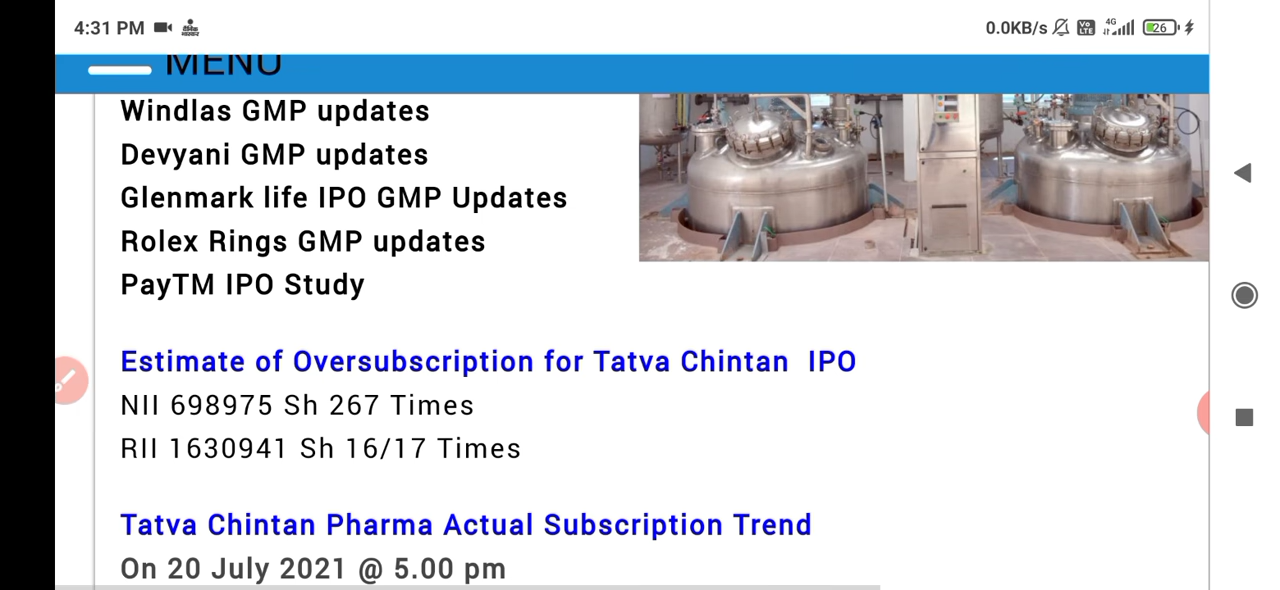 4:31 PM
0.0KB/s 4G 26
MENU
Windlas GMP updates
Devyani GMP updates
Glenmark life IPO GMP Updates
Rolex Rings GMP updates
PayTM IPO Study
Estimate of Oversubscription for Tatva Chintan IPO
NII 698975 Sh 267 Times
RII 1630941 Sh 16/17 Times
Tatva Chintan Pharma Actual Subscription Trend
On 20 July 2021 @ 5.00 pm